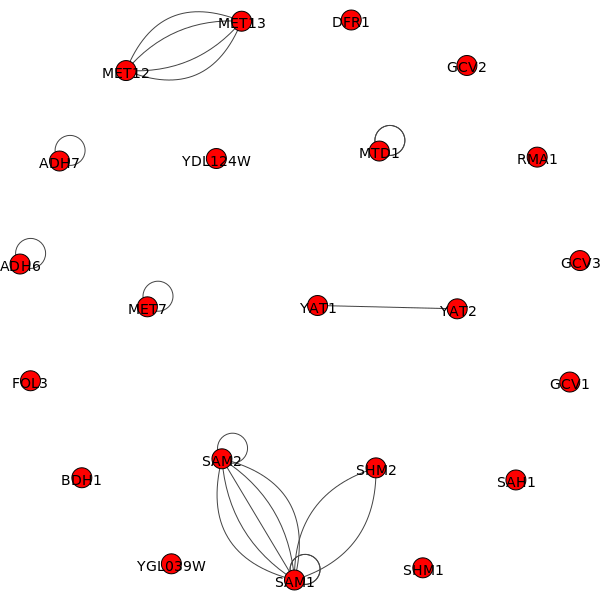 MET13
DFR1
MET12
GCV2
ADH7
YDL124W
MTD1
RMA1
ADH6
GCV3
MET7
YAT1
YAT2
FOL3
GCV1
SAM2
SHM2
BDH1
SAH1
YGL039W
SAM1
SHM1